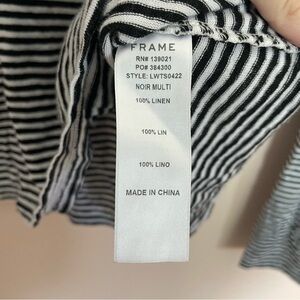 FRAME
RN# 139021
PO# 384300
STYLE: LWTS0422
NOIR MULTI
100% LINEN
100% LIN
100% LINO
MADE IN CHINA